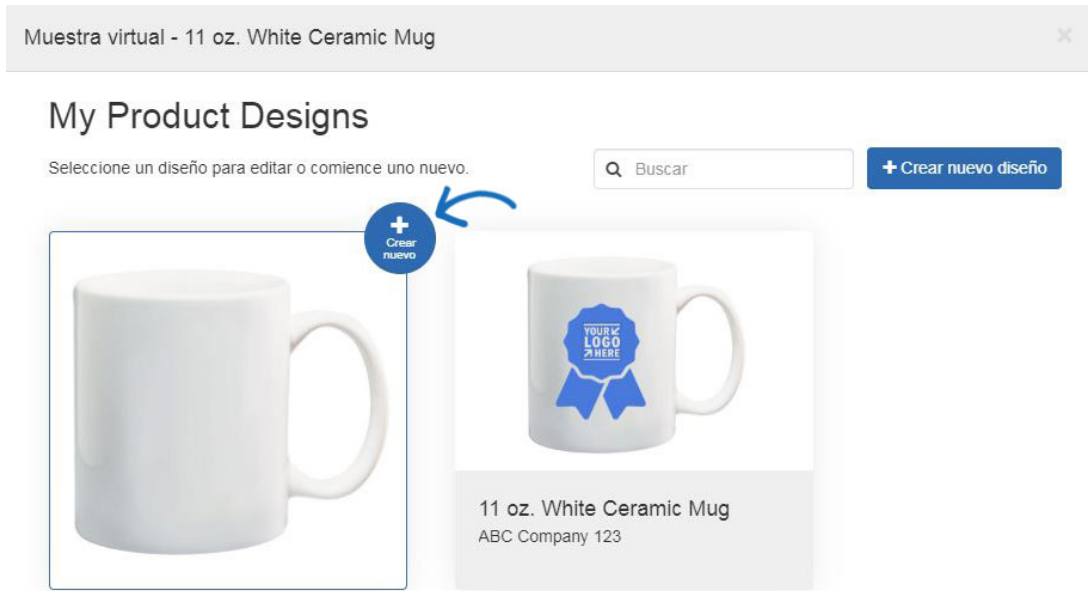 Muestra virtual - 11 oz. White Ceramic Mug
My Product Designs
Seleccione un diseño para editar o comience uno nuevo.
Buscar
+ Crear nuevo diseño
+
Crear
nuevo
YOUR
LOGO
HERE
11 oz. White Ceramic Mug
ABC Company 123